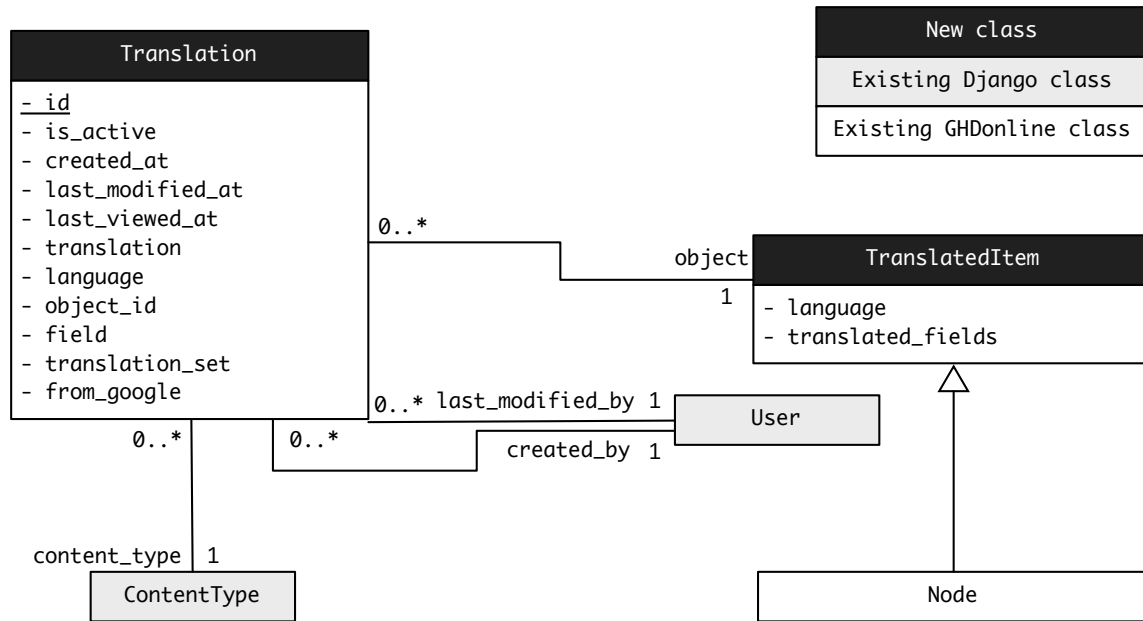 Translation
- id
- is_active
- created_at
- last_modified_at
- last_viewed_at
- translation
- language
- object_id
- field
- translation_set
- from_google
New class
Existing Django class
Existing GHDonline class
0..*
object
1
TranslatedItem
- language
- translated_fields
0..* last_modified_by 1
User
0..*
0..*
created_by 1
content_type 1
ContentType
Node